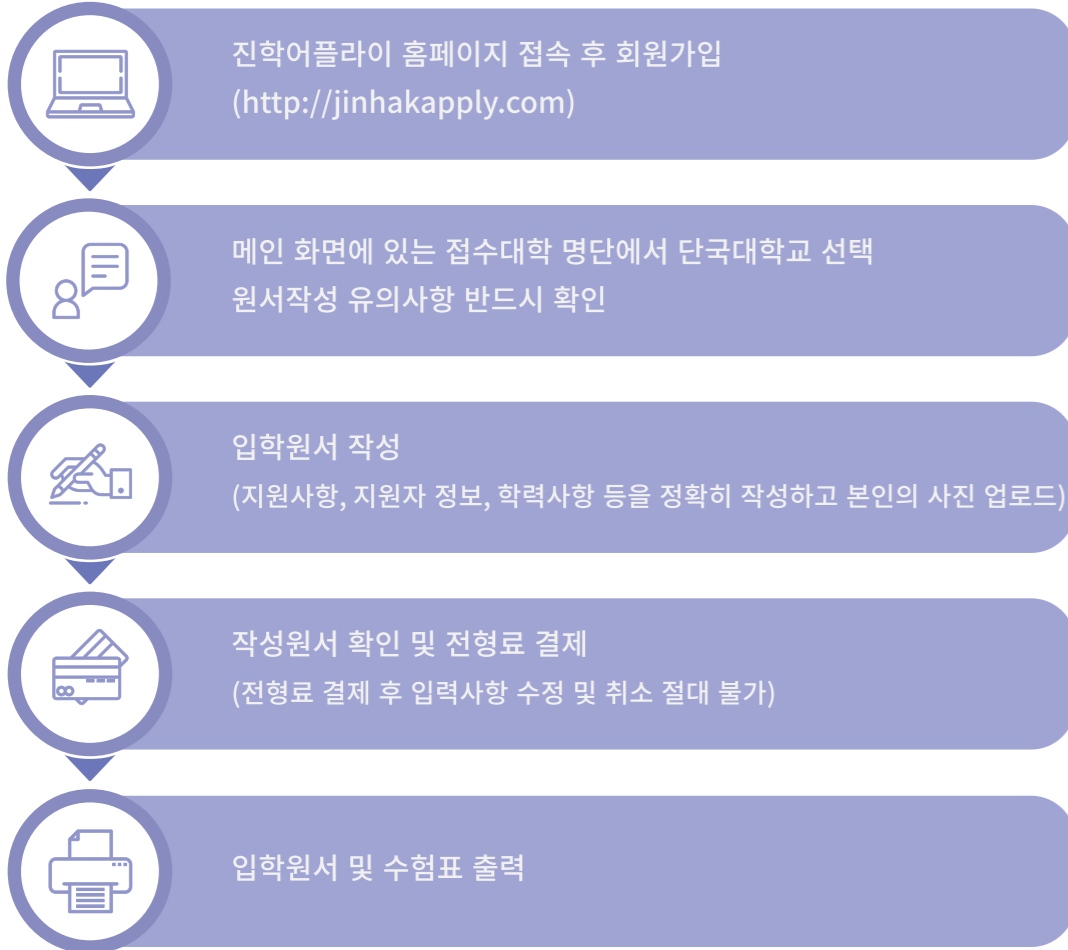 진학어플라이 홈페이지 접속 후 회원가입
(http://jinhakapply.com)
메인 화면에 있는 접수대학 명단에서 단국대학교 선택
원서작성 유의사항 반드시 확인
입학원서 작성
(지원사항, 지원자 정보, 학력사항 등을 정확히 작성하고 본인의 사진 업로드)
작성원서 확인 및 전형료 결제
(전형료 결제 후 입력사항 수정 및 취소 절대 불가)
입학원서 및 수험표 출력